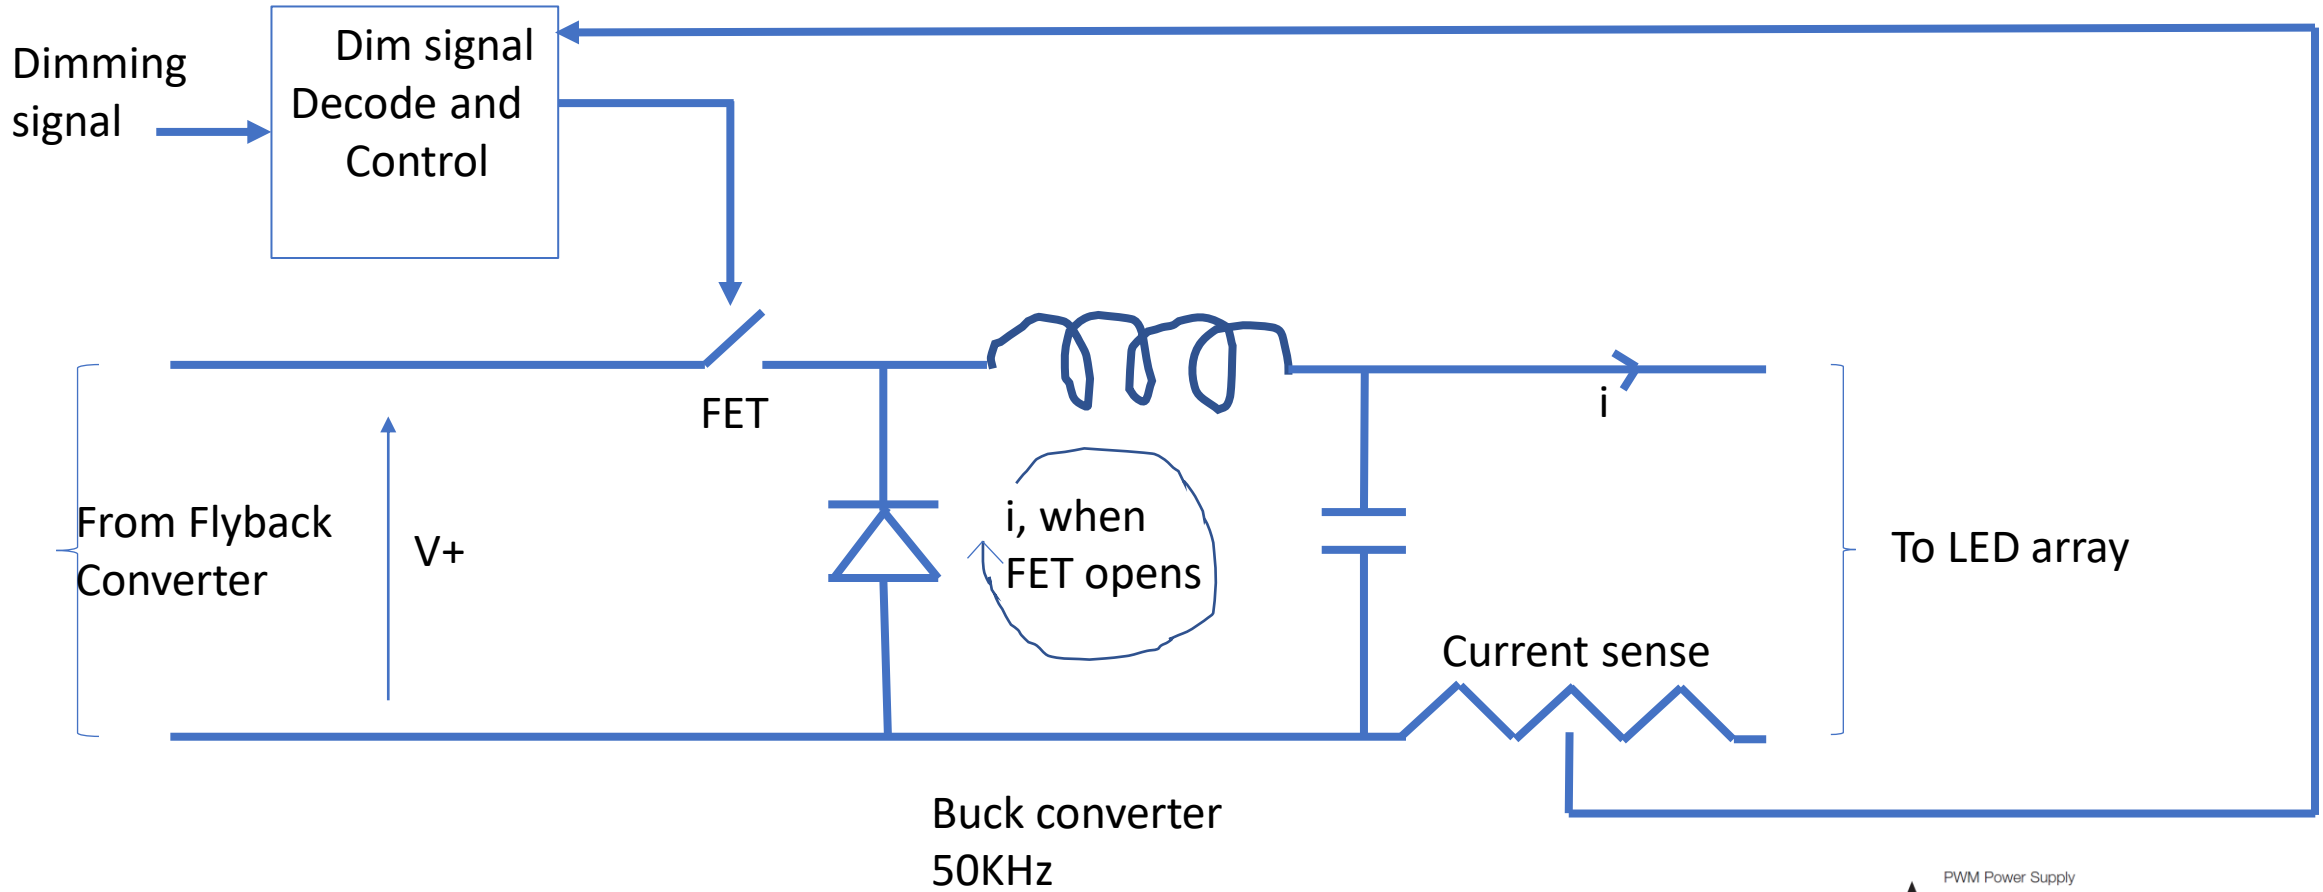 Dimming
signal
Dim signal
Decode and
Control
FET
i
From Flyback
Converter
V+
i, when
FET opens
To LED array
Current sense
Buck converter
50KHz
PWM Power Supply